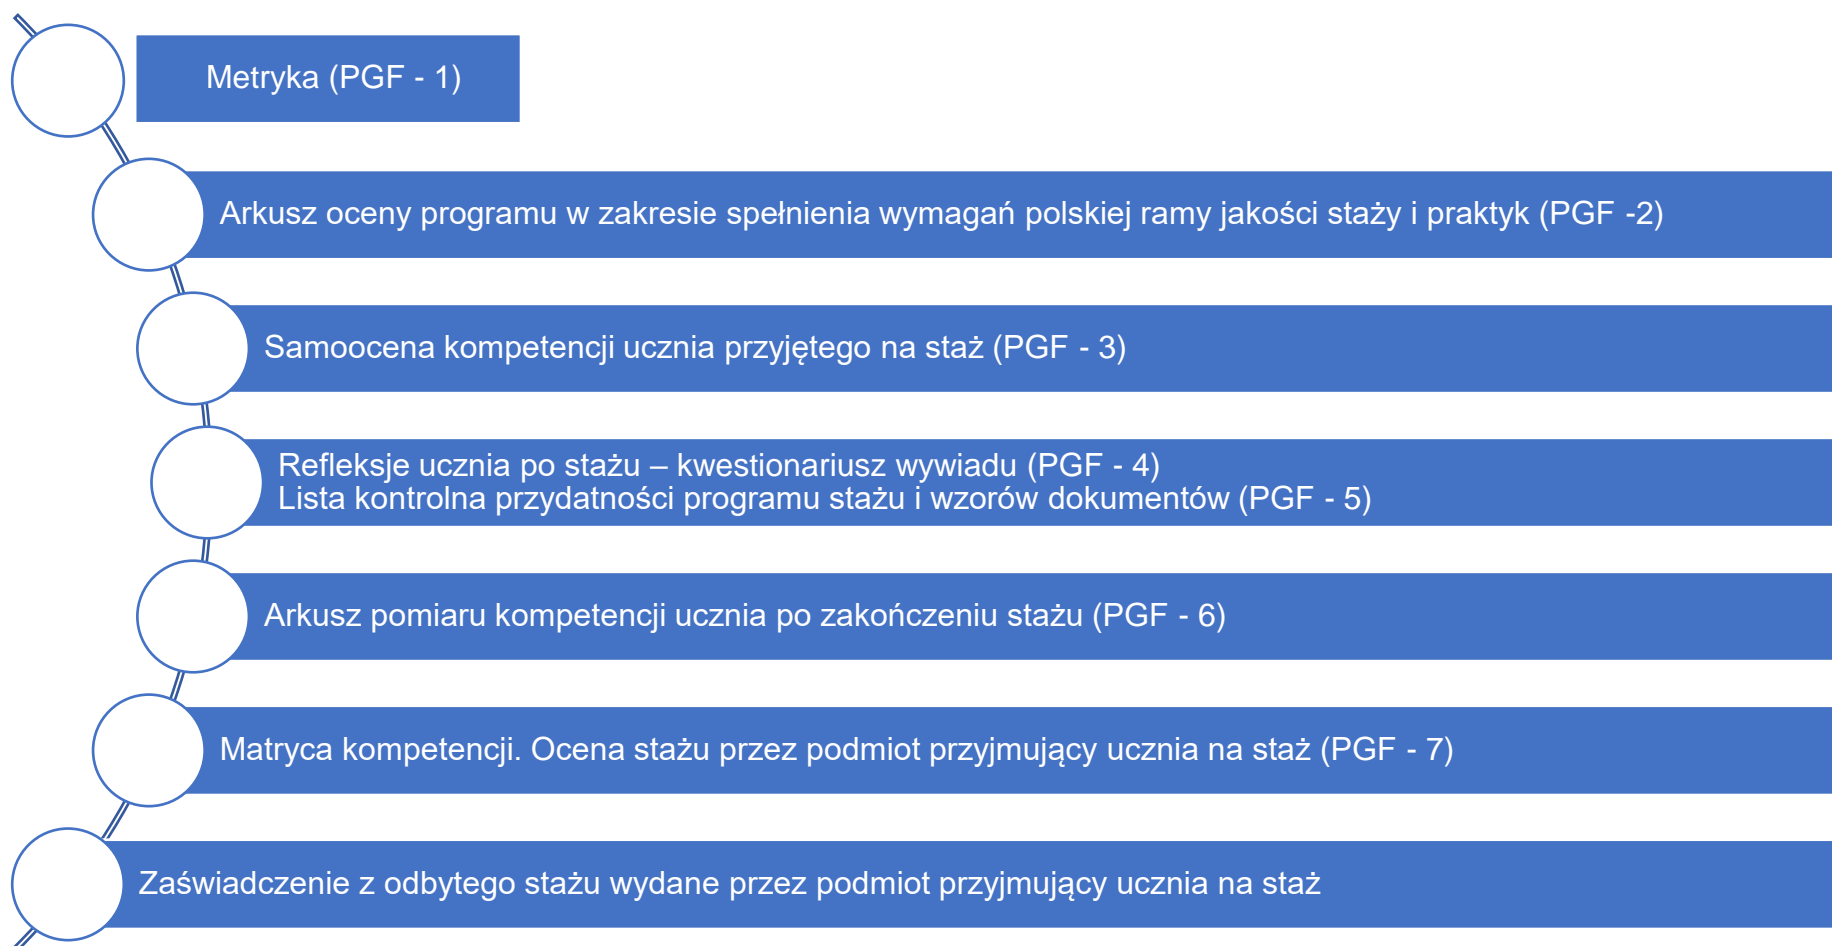 Metryka (PGF - 1)
Arkusz oceny programu w zakresie spełnienia wymagań polskiej ramy jakości staży i praktyk (PGF -2)
Samoocena kompetencji ucznia przyjętego na staż (PGF - 3)
Refleksje ucznia po stażu – kwestionariusz wywiadu (PGF - 4)
Lista kontrolna przydatności programu stażu i wzorów dokumentów (PGF - 5)
Arkusz pomiaru kompetencji ucznia po zakończeniu stażu (PGF - 6)
Matryca kompetencji. Ocena stażu przez podmiot przyjmujący ucznia na staż (PGF - 7)
Zaświadczenie z odbytego stażu wydane przez podmiot przyjmujący ucznia na staż